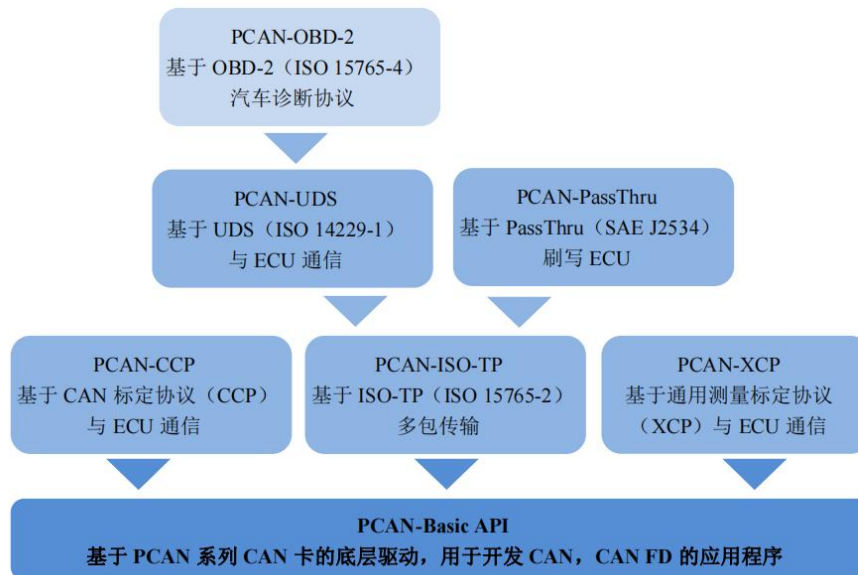 PCAN-OBD-2
基于 OBD-2（ISO 15765-4）
汽车诊断协议
PCAN-UDS
基于 UDS（ISO 14229-1）
与 ECU 通信
PCAN-PassThru
基于 PassThru（SAE J2534）
刷写 ECU
PCAN-CCP
基于 CAN 标定协议（CCP）
与 ECU 通信
PCAN-ISO-TP
基于 ISO-TP（ISO 15765-2）
多包传输
PCAN-XCP
基于通用测量标定协议
（XCP）与 ECU 通信
PCAN-Basic API
基于 PCAN 系列 CAN 卡的底层驱动，用于开发 CAN，CAN FD 的应用程序